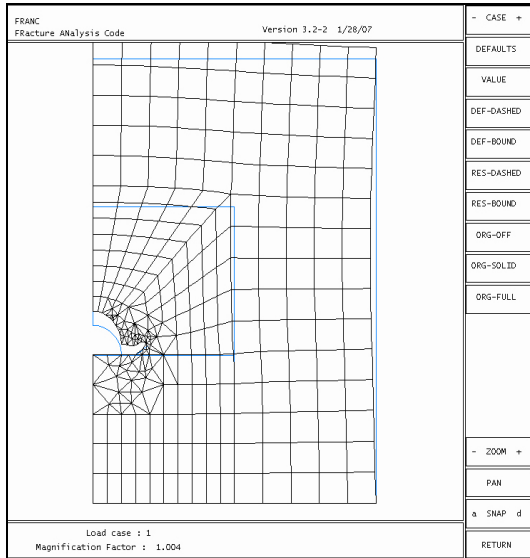 FRANC
FRacture ANalysis Code
Version 3.2-2 1/28/07
- CASE +
DEFAULTS
VALUE
DEF-DASHED
DEF-BOUND
RES-DASHED
RES-BOUND
ORG-OFF
ORG-SOLID
ORG-FULL
- ZOOM +
PAN
a SNAP d
RETURN
Load case : 1
Magnification Factor : 1.004